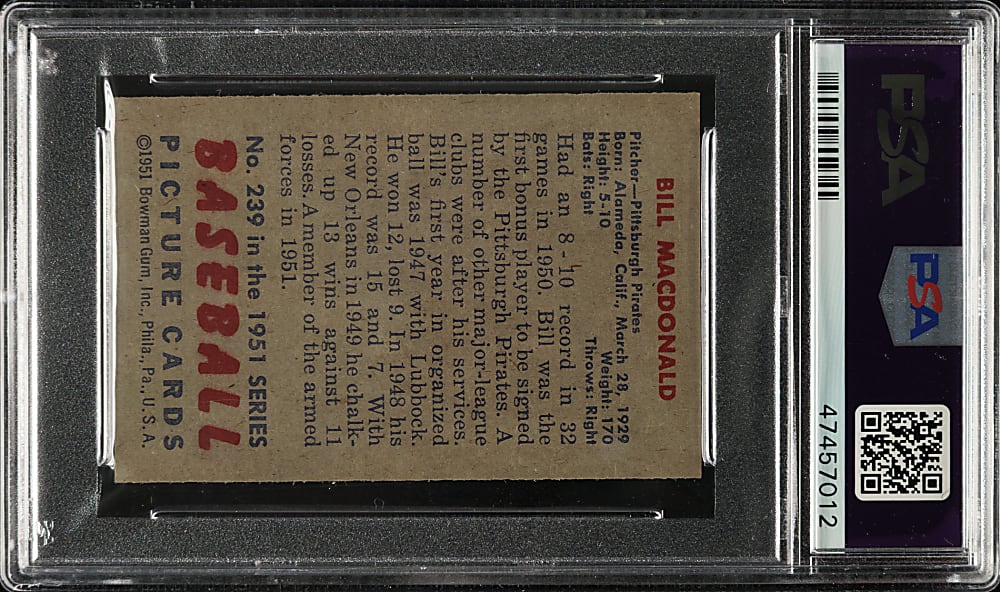 PSA
PSA
47457012
BILL MACDONALD
Pitcher—Pittsburgh Pirates
Born: Alameda, Calif., March 28, 1929
Height: 5-10 Weight: 170
Bats: Right Throws: Right
Had an 8-10 record in 32
games in 1950. Bill was the
first bonus player to be signed
by the Pittsburgh Pirates. A
number of other major-league
clubs were after his services.
Bill's first year in organized
ball was 1947 with Lubbock.
He won 12, lost 9. In 1948 his
record was 15 and 7. With
New Orleans in 1949 he chalk-
ed up 13 wins against 11
losses. A member of the armed
forces in 1951.
No. 239 in the 1951 SERIES
BASEBALL
PICTURE CARDS
©1951 Bowman Gum, Inc., Phila., Pa., U.S.A.